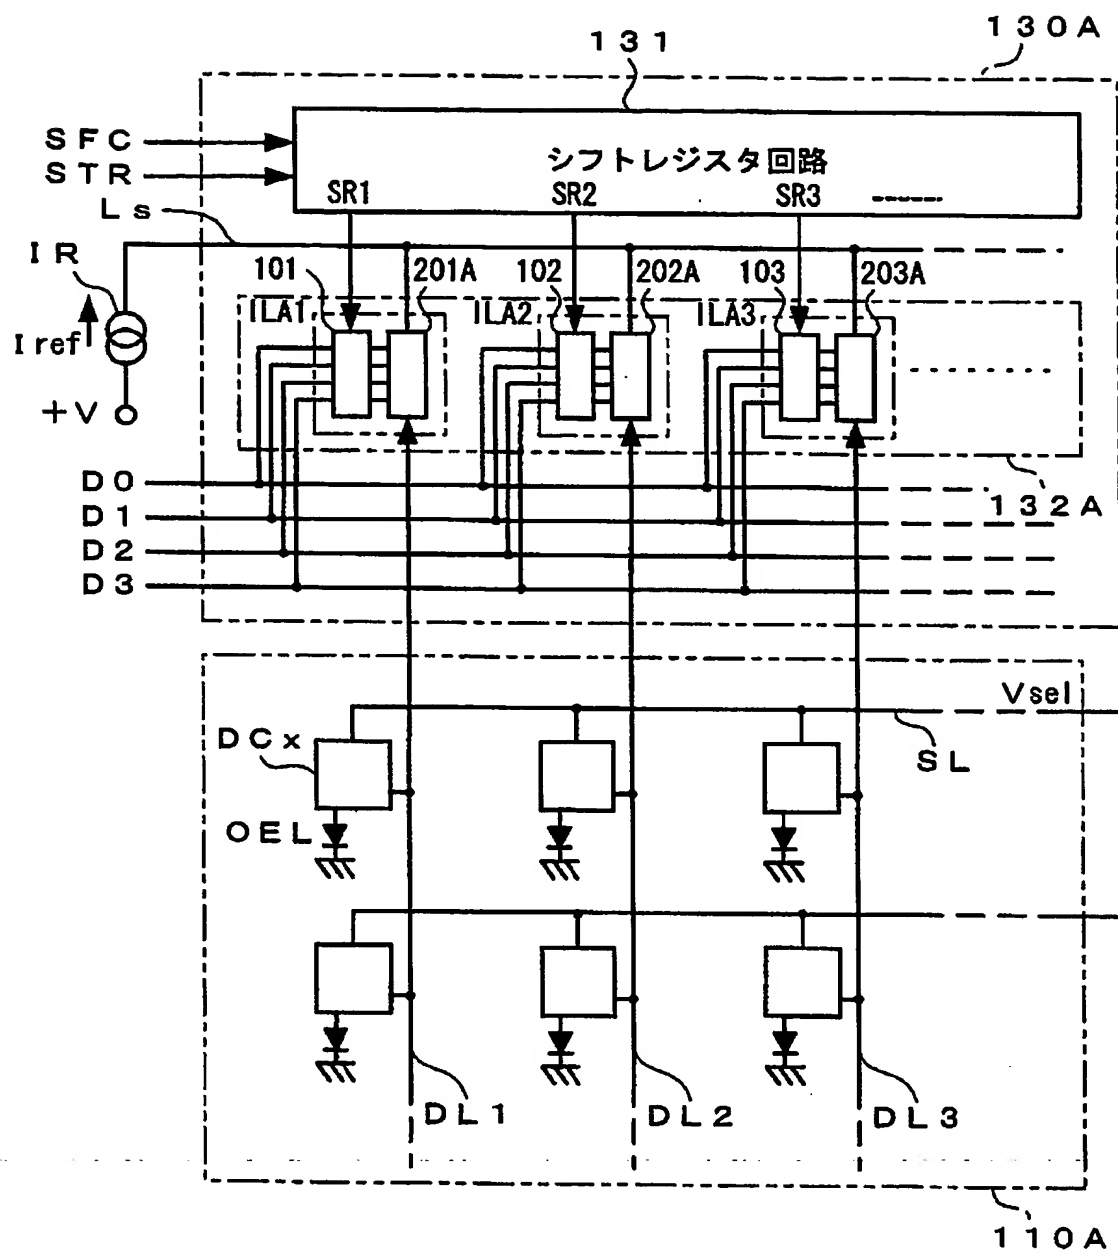 130A
131
SFC
STR
シフトレジスタ回路
SR1 SR2 SR3
Ls
IR
Iref
+V
101 201A 102 202A 103 203A
ILA1 ILA2 ILA3
D0
D1
D2
D3
132A
Vsel
SL
DCx
OEL
DL1 DL2 DL3
110A